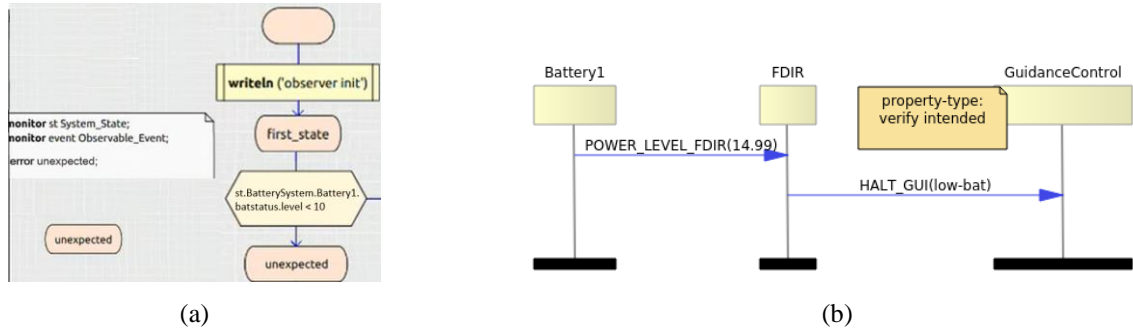 writeln ('observer init')
monitor st System_State;
monitor event Observable_Event;
error unexpected;
first_state
st.BatterySystem.Battery1.
batstatus.level < 10
unexpected
unexpected
(a)
Battery1
FDIR
GuidanceControl
property-type:
verify intended
POWER_LEVEL_FDIR(14.99)
HALT_GUI(low-bat)
(b)